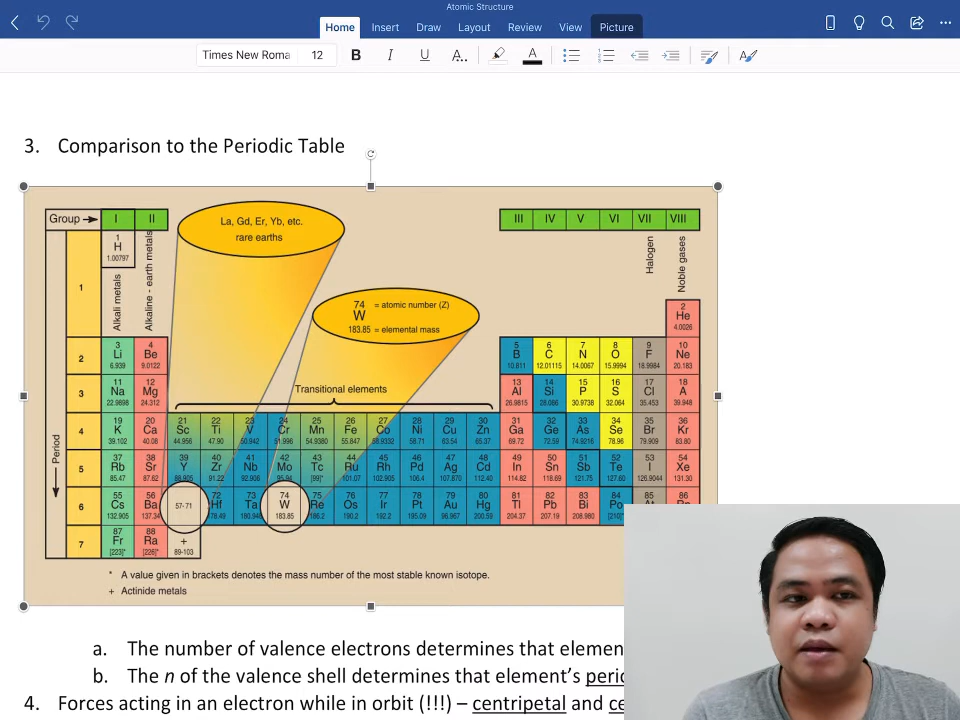 Atomic Structure
Home Insert Draw Layout Review View Picture
Times New Roma 12 B I U A... A
3. Comparison to the Periodic Table
Group I II III IV V VI VII VIII
Alkali metals
Alkaline - earth metals
Halogen
Noble gases
La, Gd, Er, Yb, etc.
rare earths
74 = atomic number (Z)
W
183.85 = elemental mass
Transitional elements
Period
1
1 2
H He
1.00797 4.0026
2
3 4 5 6 7 8 9 10
Li Be B C N O F Ne
6.939 9.0122 10.811 12.01115 14.0067 15.9994 18.9984 20.183
3
11 12 13 14 15 16 17 18
Na Mg Al Si P S Cl A
22.9898 24.312 26.9815 28.086 30.9738 32.064 35.453 39.948
4
19 20 21 22 23 24 25 26 27 28 29 30 31 32 33 34 35 36
K Ca Sc Ti V Cr Mn Fe Co Ni Cu Zn Ga Ge As Se Br Kr
39.102 40.08 44.956 47.90 50.942 51.996 54.9380 55.847 58.9332 58.71 63.54 65.37 69.72 72.59 74.9216 78.96 79.909 83.80
5
37 38 39 40 41 42 43 44 45 46 47 48 49 50 51 52 53 54
Rb Sr Y Zr Nb Mo Tc Ru Rh Pd Ag Cd In Sn Sb Te I Xe
85.47 87.62 88.905 91.22 92.906 95.94 [99]* 101.07 102.905 106.4 107.870 112.40 114.82 118.69 121.75 127.60 126.9044 131.30
6
55 56 57-71 72 73 74 75 76 77 78 79 80 81 82 83 84 85 86
Cs Ba Hf Ta W Re Os Ir Pt Au Hg Tl Pb Bi Po
132.905 137.34 178.49 190.948 183.85 186.2 190.2 192.2 195.09 96.967 200.59 204.37 207.19 208.980 [210]*
7
87 88 +
Fr Ra 89-103
[223]* [226]*
* A value given in brackets denotes the mass number of the most stable known isotope.
+ Actinide metals
a. The number of valence electrons determines that elemen
b. The n of the valence shell determines that element's perio
4. Forces acting in an electron while in orbit (!!!) – centripetal and ce